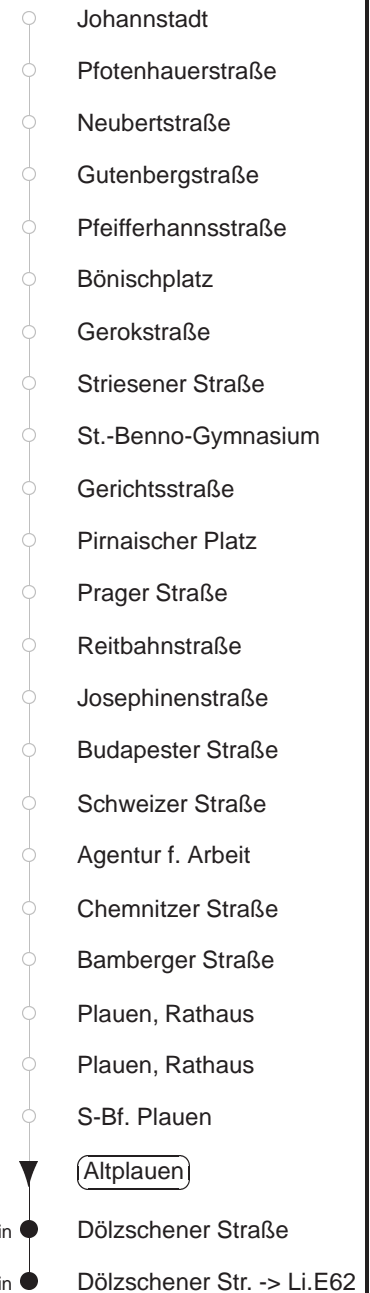 Johannstadt
Pfotenhauerstraße
Neubertstraße
Gutenbergstraße
Pfeifferhannsstraße
Bönischplatz
Gerokstraße
Striesener Straße
St.-Benno-Gymnasium
Gerichtsstraße
Pirnaischer Platz
Prager Straße
Reitbahnstraße
Josephinenstraße
Budapester Straße
Schweizer Straße
Agentur f. Arbeit
Chemnitzer Straße
Bamberger Straße
Plauen, Rathaus
Plauen, Rathaus
S-Bf. Plauen
Altplauen
in Dölzschener Straße
in Dölzschener Str. -> Li.E62